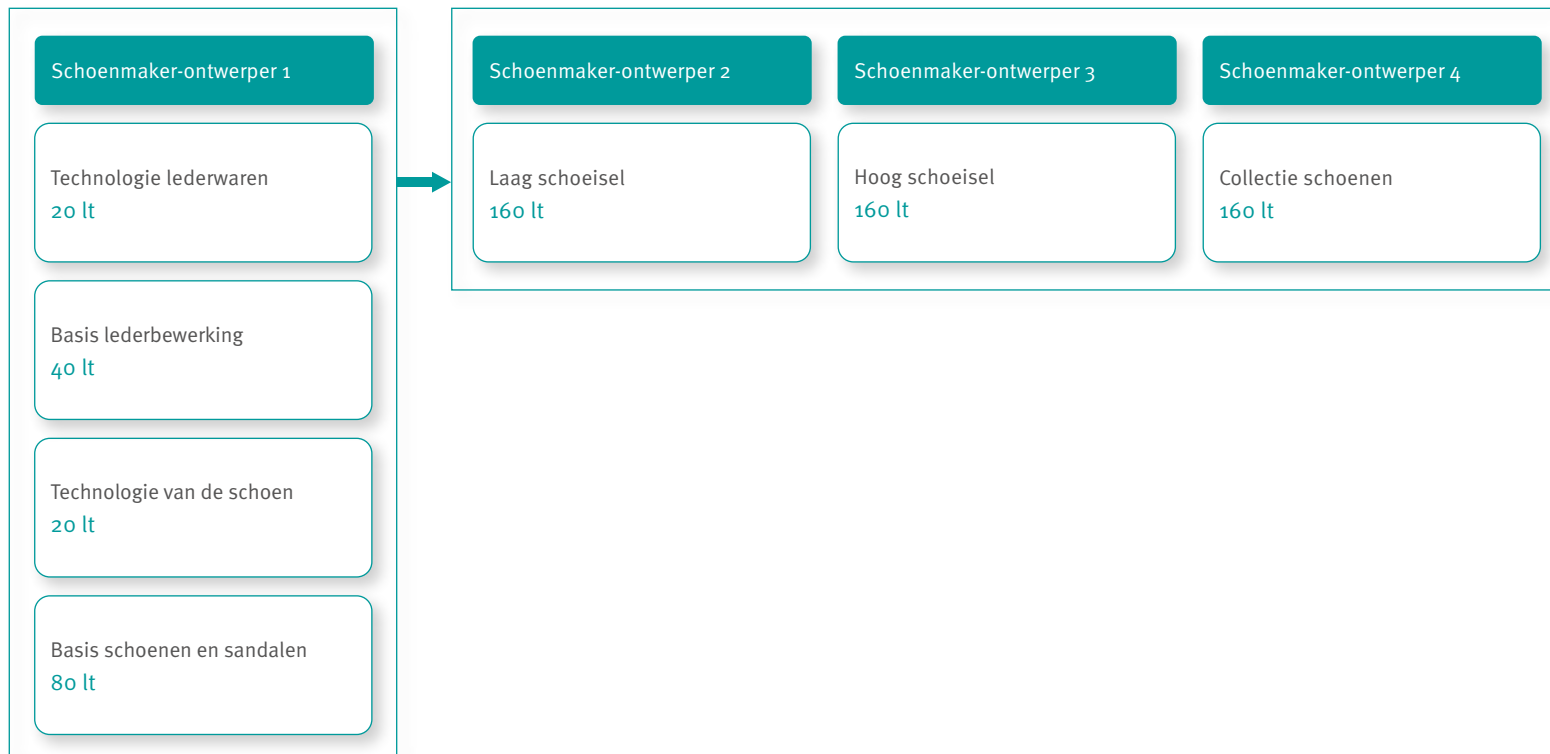 Schoenmaker-ontwerper 1
Technologie lederwaren
20 lt
Basis lederbewerking
40 lt
Technologie van de schoen
20 lt
Basis schoenen en sandalen
80 lt
Schoenmaker-ontwerper 2
Laag schoeisel
160 lt
Schoenmaker-ontwerper 3
Hoog schoeisel
160 lt
Schoenmaker-ontwerper 4
Collectie schoenen
160 lt